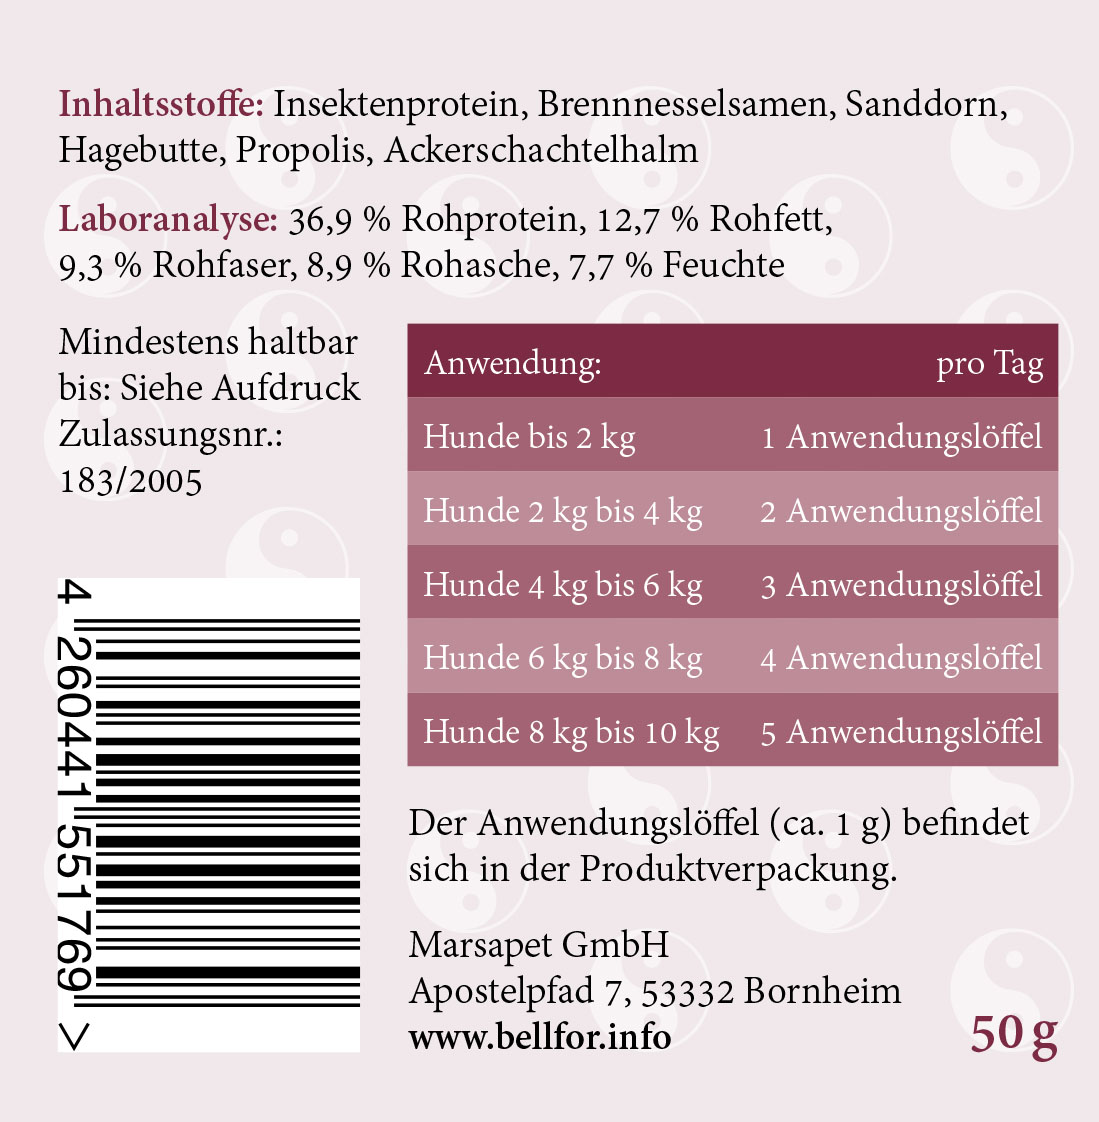 Inhaltsstoffe: Insektenprotein, Brennnesselsamen, Sanddorn,
Hagebutte, Propolis, Ackerschachtelhalm
Laboranalyse: 36,9 % Rohprotein, 12,7 % Rohfett,
9,3 % Rohfaser, 8,9 % Rohasche, 7,7 % Feuchte
Mindestens haltbar
bis: Siehe Aufdruck
Zulassungsnr.:
183/2005
Anwendung: pro Tag
Hunde bis 2 kg 1 Anwendungslöffel
Hunde 2 kg bis 4 kg 2 Anwendungslöffel
Hunde 4 kg bis 6 kg 3 Anwendungslöffel
Hunde 6 kg bis 8 kg 4 Anwendungslöffel
Hunde 8 kg bis 10 kg 5 Anwendungslöffel
4 260441 551769 >
Der Anwendungslöffel (ca. 1 g) befindet
sich in der Produktverpackung.
Marsapet GmbH
Apostelpfad 7, 53332 Bornheim
www.bellfor.info
50 g